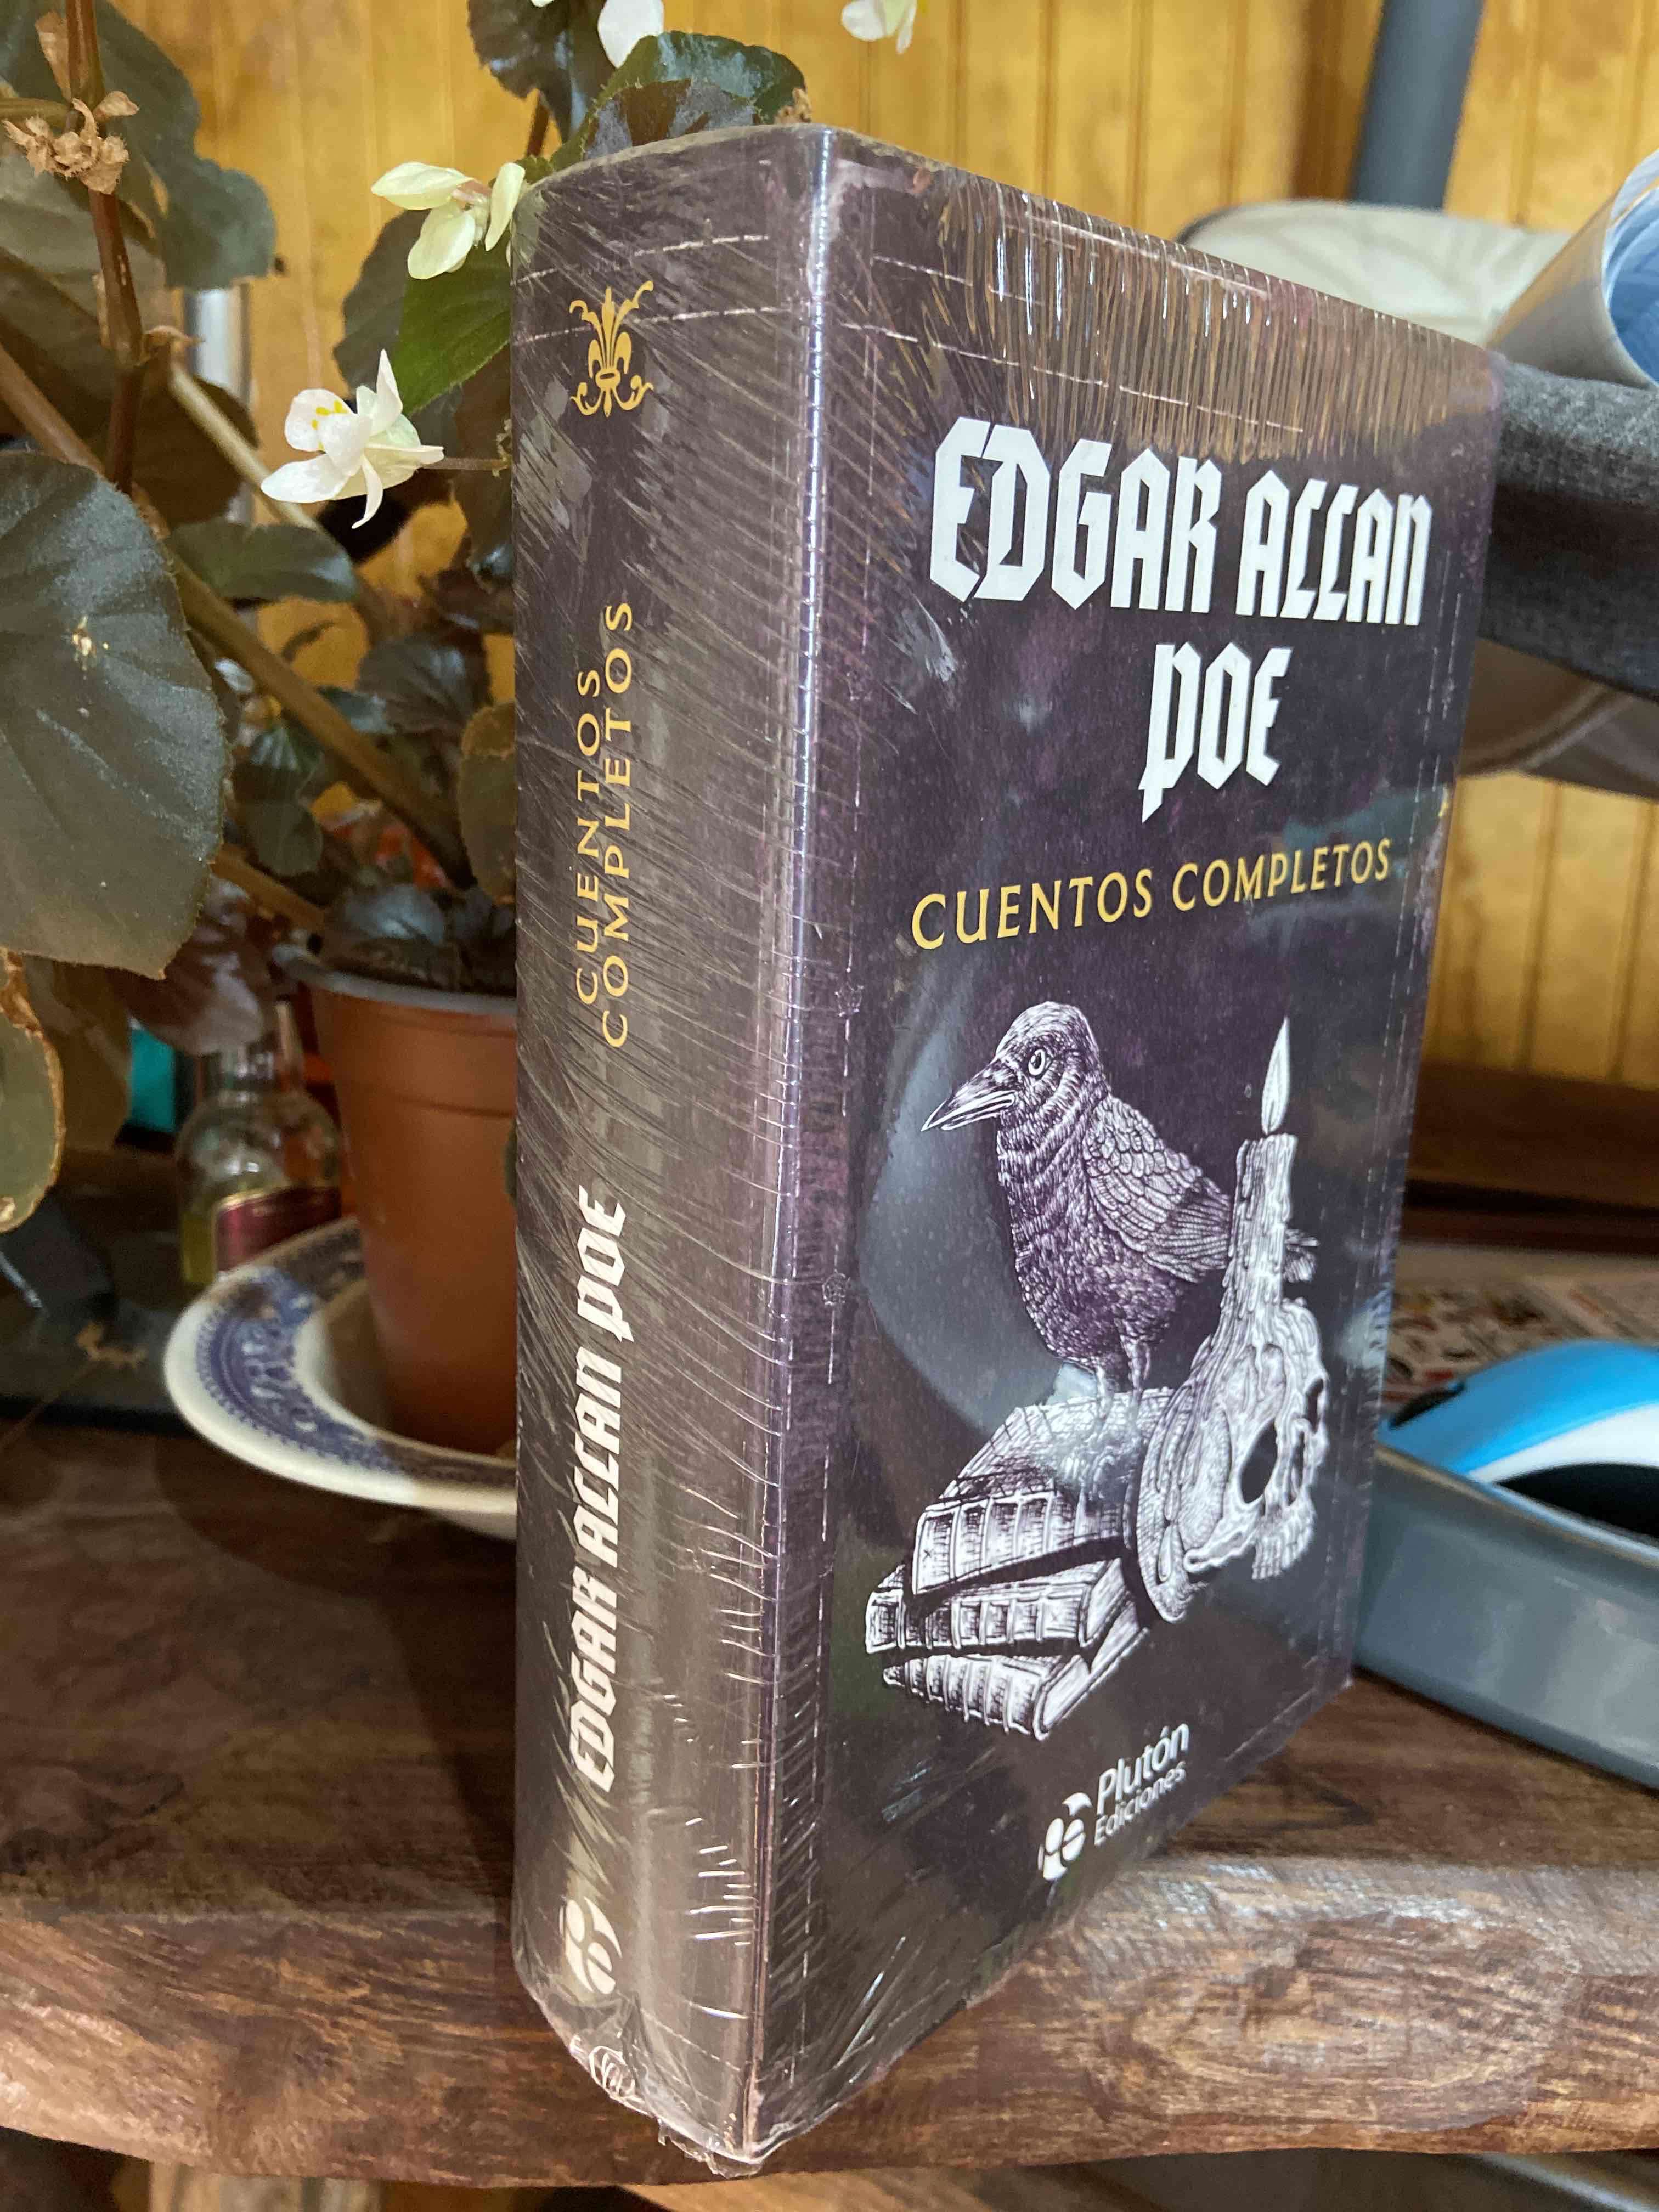 CUENTOS
COMPLETOS
EDGAR ALLAN POE
EDGAR ALLAN
POE
CUENTOS COMPLETOS
Plutón
Ediciones